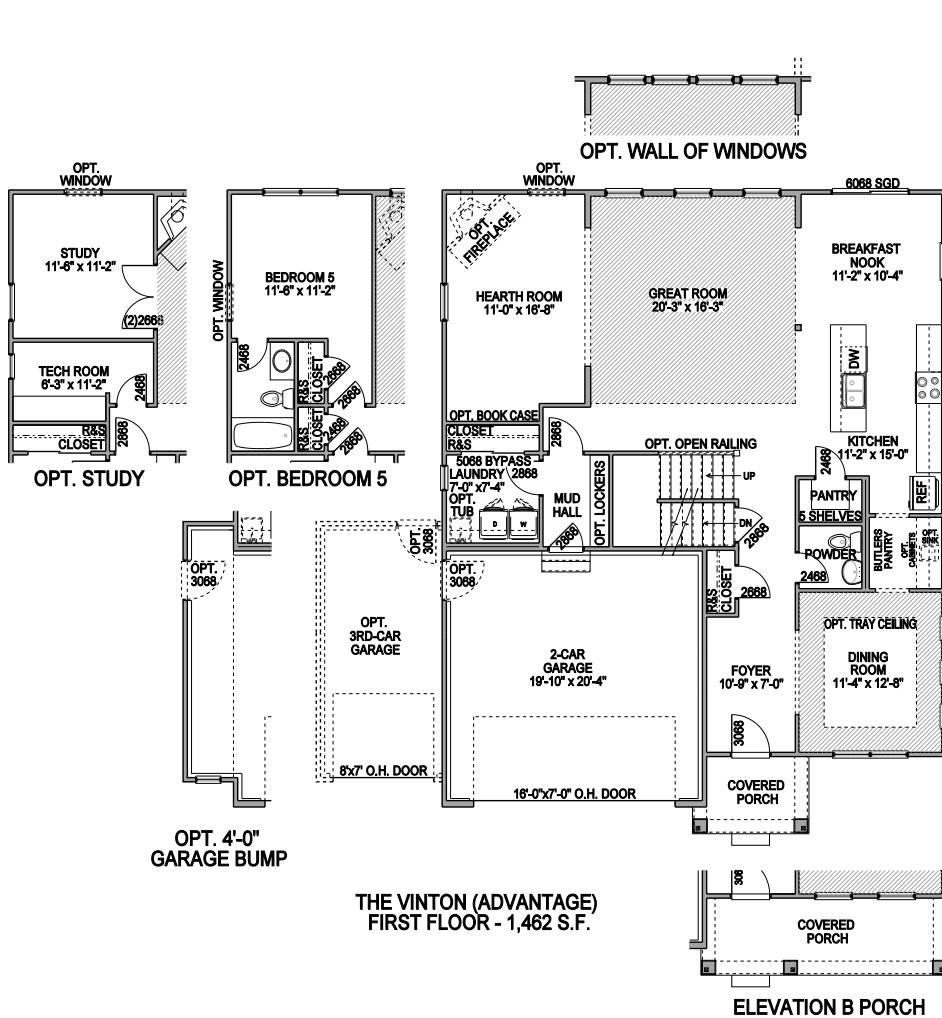 OPT. WALL OF WINDOWS
OPT.
WINDOW
STUDY
11'-6" x 11'-2"
(2)2668
TECH ROOM
6'-3" x 11'-2"
2468
R&S
CLOSET
2868
OPT. STUDY
OPT. WINDOW
BEDROOM 5
11'-6" x 11'-2"
2468
R&S
CLOSET
2668
2868
R&S
CLOSET
2468
2868
OPT. BEDROOM 5
OPT.
WINDOW
6068 SGD
OPT.
FIREPLACE
HEARTH ROOM
11'-0" x 16'-8"
GREAT ROOM
20'-3" x 16'-3"
BREAKFAST
NOOK
11'-2" x 10'-4"
DW
OPT. BOOK CASE
CLOSET
R&S
2868
OPT. OPEN RAILING
KITCHEN
11'-2" x 15'-0"
5068 BYPASS
LAUNDRY
7'-0" x7'-4"
2868
OPT.
TUB
D
W
MUD
HALL
OPT. LOCKERS
2868
UP
DN
2868
2468
PANTRY
5 SHELVES
REF
POWDER
2468
BUTLERS
PANTRY
OPT.
CABINETS
OPT.
SINK
R&S
CLOSET
2668
OPT.
3068
OPT.
3068
OPT.
3068
OPT.
3RD-CAR
GARAGE
2-CAR
GARAGE
19'-10" x 20'-4"
FOYER
10'-9" x 7'-0"
OPT. TRAY CEILING
DINING
ROOM
11'-4" x 12'-8"
3068
8'x7' O.H. DOOR
16'-0"x7'-0" O.H. DOOR
COVERED
PORCH
OPT. 4'-0"
GARAGE BUMP
THE VINTON (ADVANTAGE)
FIRST FLOOR - 1,462 S.F.
306
COVERED
PORCH
ELEVATION B PORCH